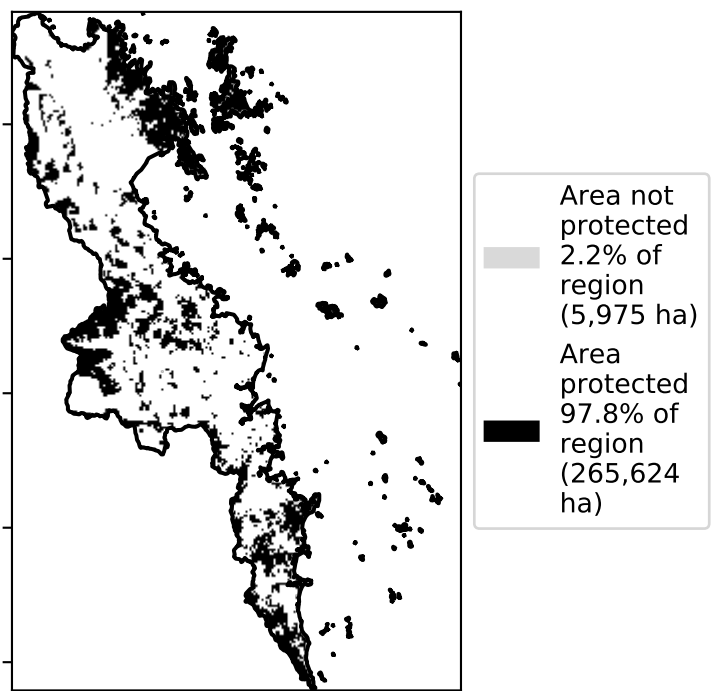 Area not
protected
2.2% of
region
(5,975 ha)
Area
protected
97.8% of
region
(265,624
ha)